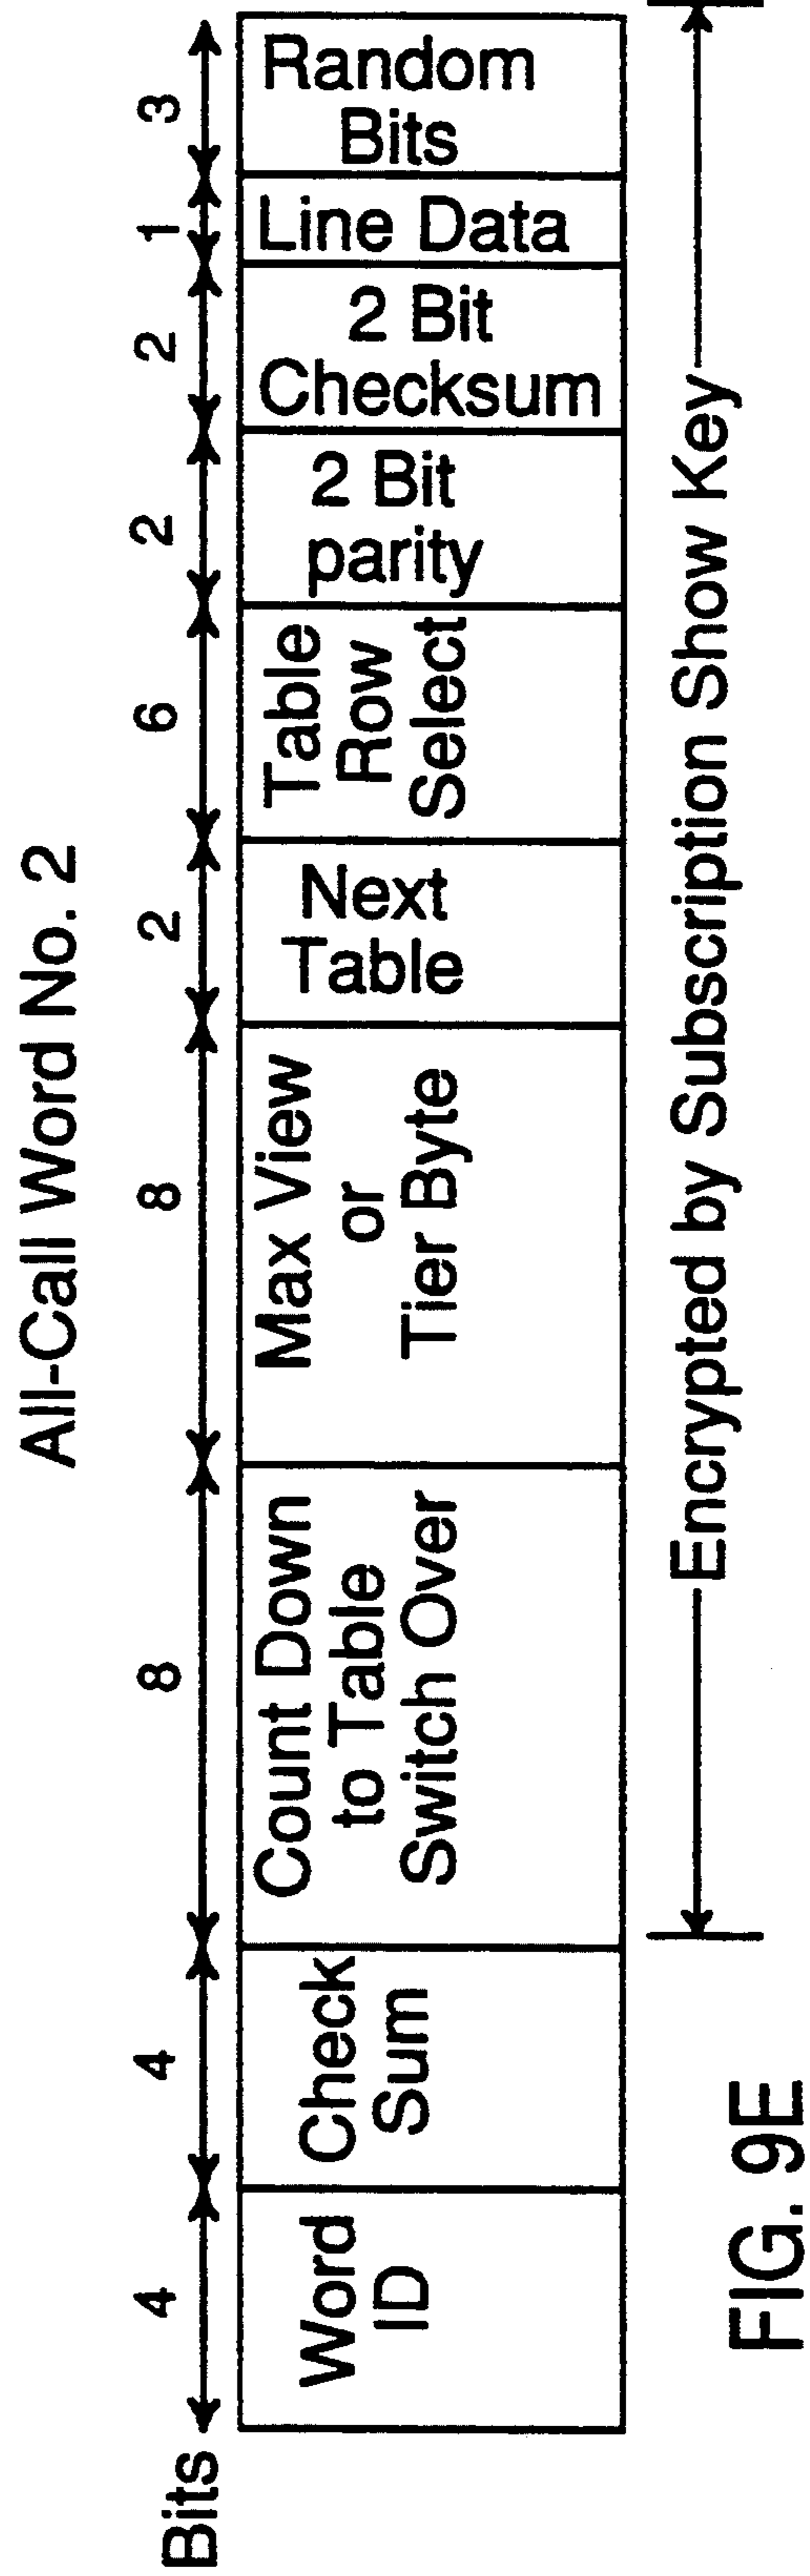 All-Call Word No. 2
Bits
4
4
8
8
2
6
2
2
1
3
Word
ID
Check
Sum
Count Down
to Table
Switch Over
Max View
or
Tier Byte
Next
Table
Table
Row
Select
2 Bit
parity
2 Bit
Checksum
Line Data
Random
Bits
Encrypted by Subscription Show Key
FIG. 9E